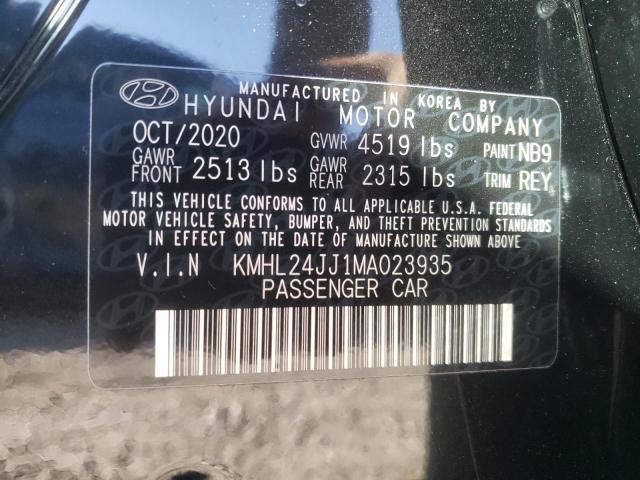 MANUFACTURED IN KOREA BY
HYUNDAI MOTOR COMPANY
OCT/2020 GVWR 4519 lbs PAINT NB9
GAWR FRONT 2513 lbs GAWR REAR 2315 lbs TRIM REY
THIS VEHICLE CONFORMS TO ALL APPLICABLE U.S.A. FEDERAL
MOTOR VEHICLE SAFETY, BUMPER, AND THEFT PREVENTION STANDARDS
IN EFFECT ON THE DATE OF MANUFACTURE SHOWN ABOVE
V.I.N KMHL24JJ1MA023935
PASSENGER CAR